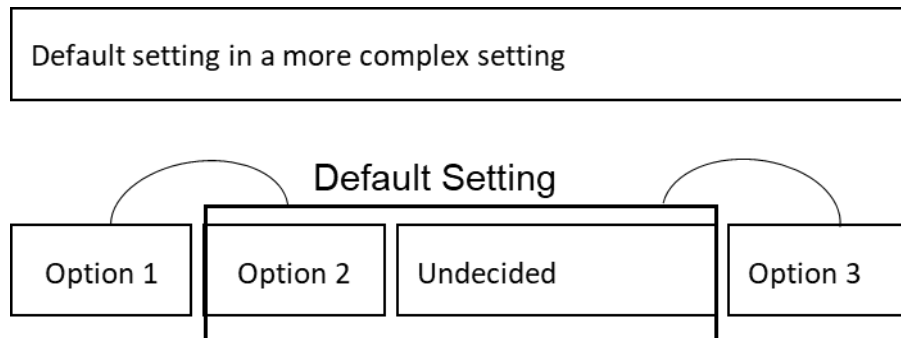 Default setting in a more complex setting
Default Setting
Option 1
Option 2
Undecided
Option 3